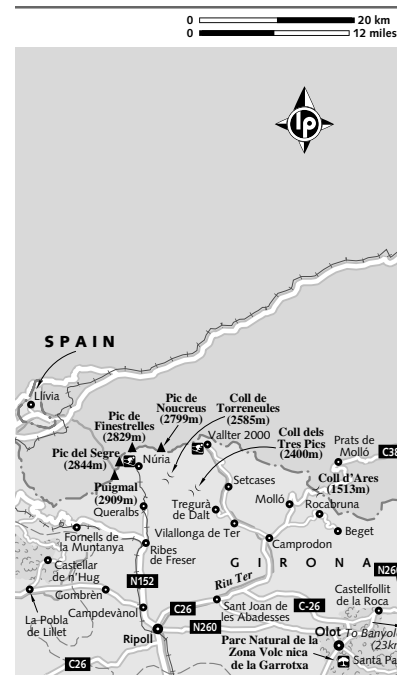 0 20 km
0 12 miles
lp
SPAIN
Llívia
Pic de
Noucreus
(2799m)
Coll de
Torreneules
(2585m)
Pic de
Finestrelles
(2829m)
Vallter 2000
Coll dels
Tres Pics
(2400m)
Prats de
Molló
C38
Pic del Segre
(2844m)
Núria
Puigmal
(2909m)
Setcases
Coll d'Ares
(1513m)
Queralbs
Tregurà
de Dalt
Molló
Rocabruna
Fornells de
la Muntanya
Vilallonga de Ter
Beget
Ribes
de Freser
Camprodon
Castellar
de n'Hug
GIRONA
N152
Riu Ter
N260
Gombrèn
Castellfollit
de la Roca
La Pobla
de Lillet
Campdevànol
C26
Sant Joan de
les Abadesses
C-26
Ripoll
N260
Olot
To Banyol
(23k
C26
Parc Natural de la
Zona Volc nica
de la Garrotxa
Santa Pa